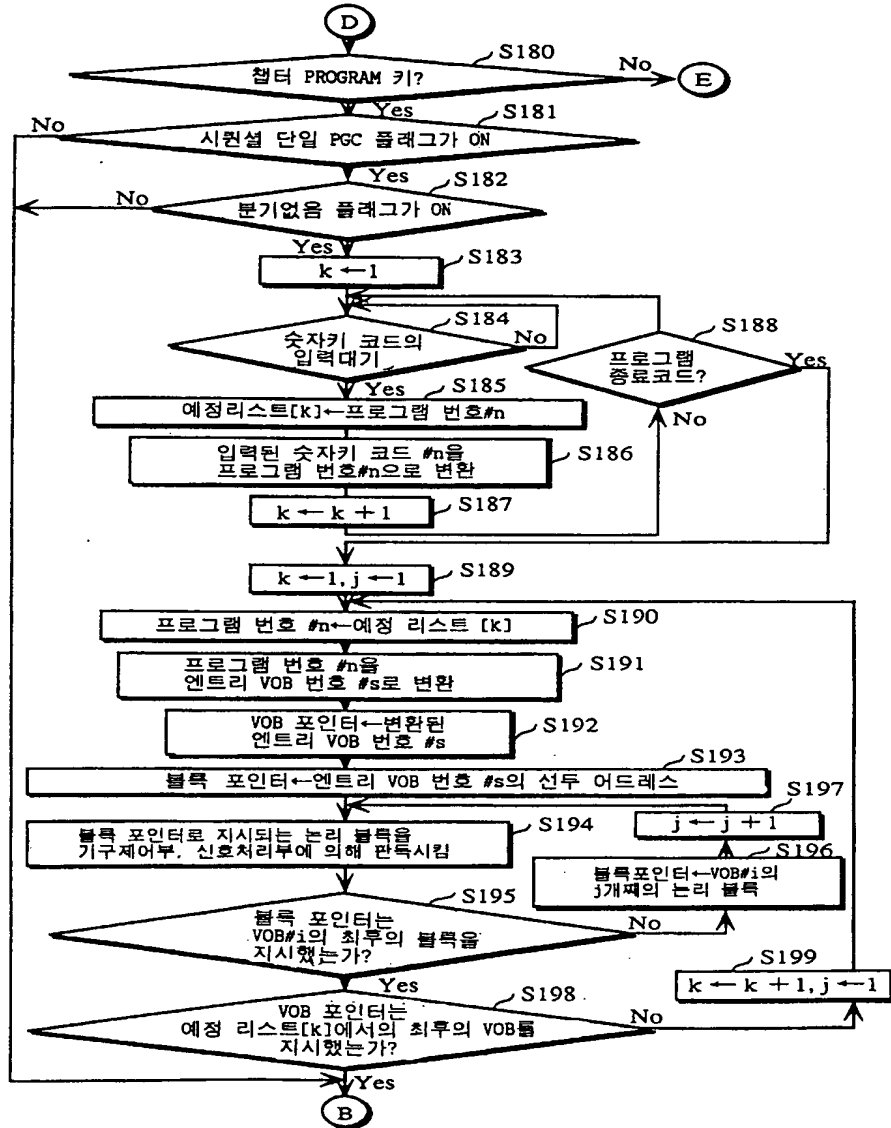 D
S180
챕터 PROGRAM 키?
No
E
Yes
S181
No
시퀀셜 단일 PGC 플래그가 ON
Yes
S182
No
분기없음 플래그가 ON
Yes
S183
k ← 1
S184
숫자키 코드의
입력대기
No
S188
프로그램
종료코드?
Yes
No
Yes
S185
예정리스트[k]←프로그램 번호#n
입력된 숫자키 코드 #n을
프로그램 번호#n으로 변환
S186
k ← k + 1
S187
k ← 1, j ← 1
S189
프로그램 번호 #n←예정 리스트 [k]
S190
프로그램 번호 #n을
엔트리 VOB 번호 #s로 변환
S191
VOB 포인터←변환된
엔트리 VOB 번호 #s
S192
S193
블록 포인터←엔트리 VOB 번호 #s의 선두 어드레스
S197
j ← j + 1
블록 포인터로 지시되는 논리 블록을
기구제어부, 신호처리부에 의해 판독시킴
S194
S196
블록포인터←VOB#i의
j개째의 논리 블록
S195
블록 포인터는
VOB#i의 최후의 블록을
지시했는가?
No
Yes
S199
k ← k + 1, j ← 1
S198
VOB 포인터는
예정 리스트[k]에서의 최후의 VOB를
지시했는가?
No
Yes
B